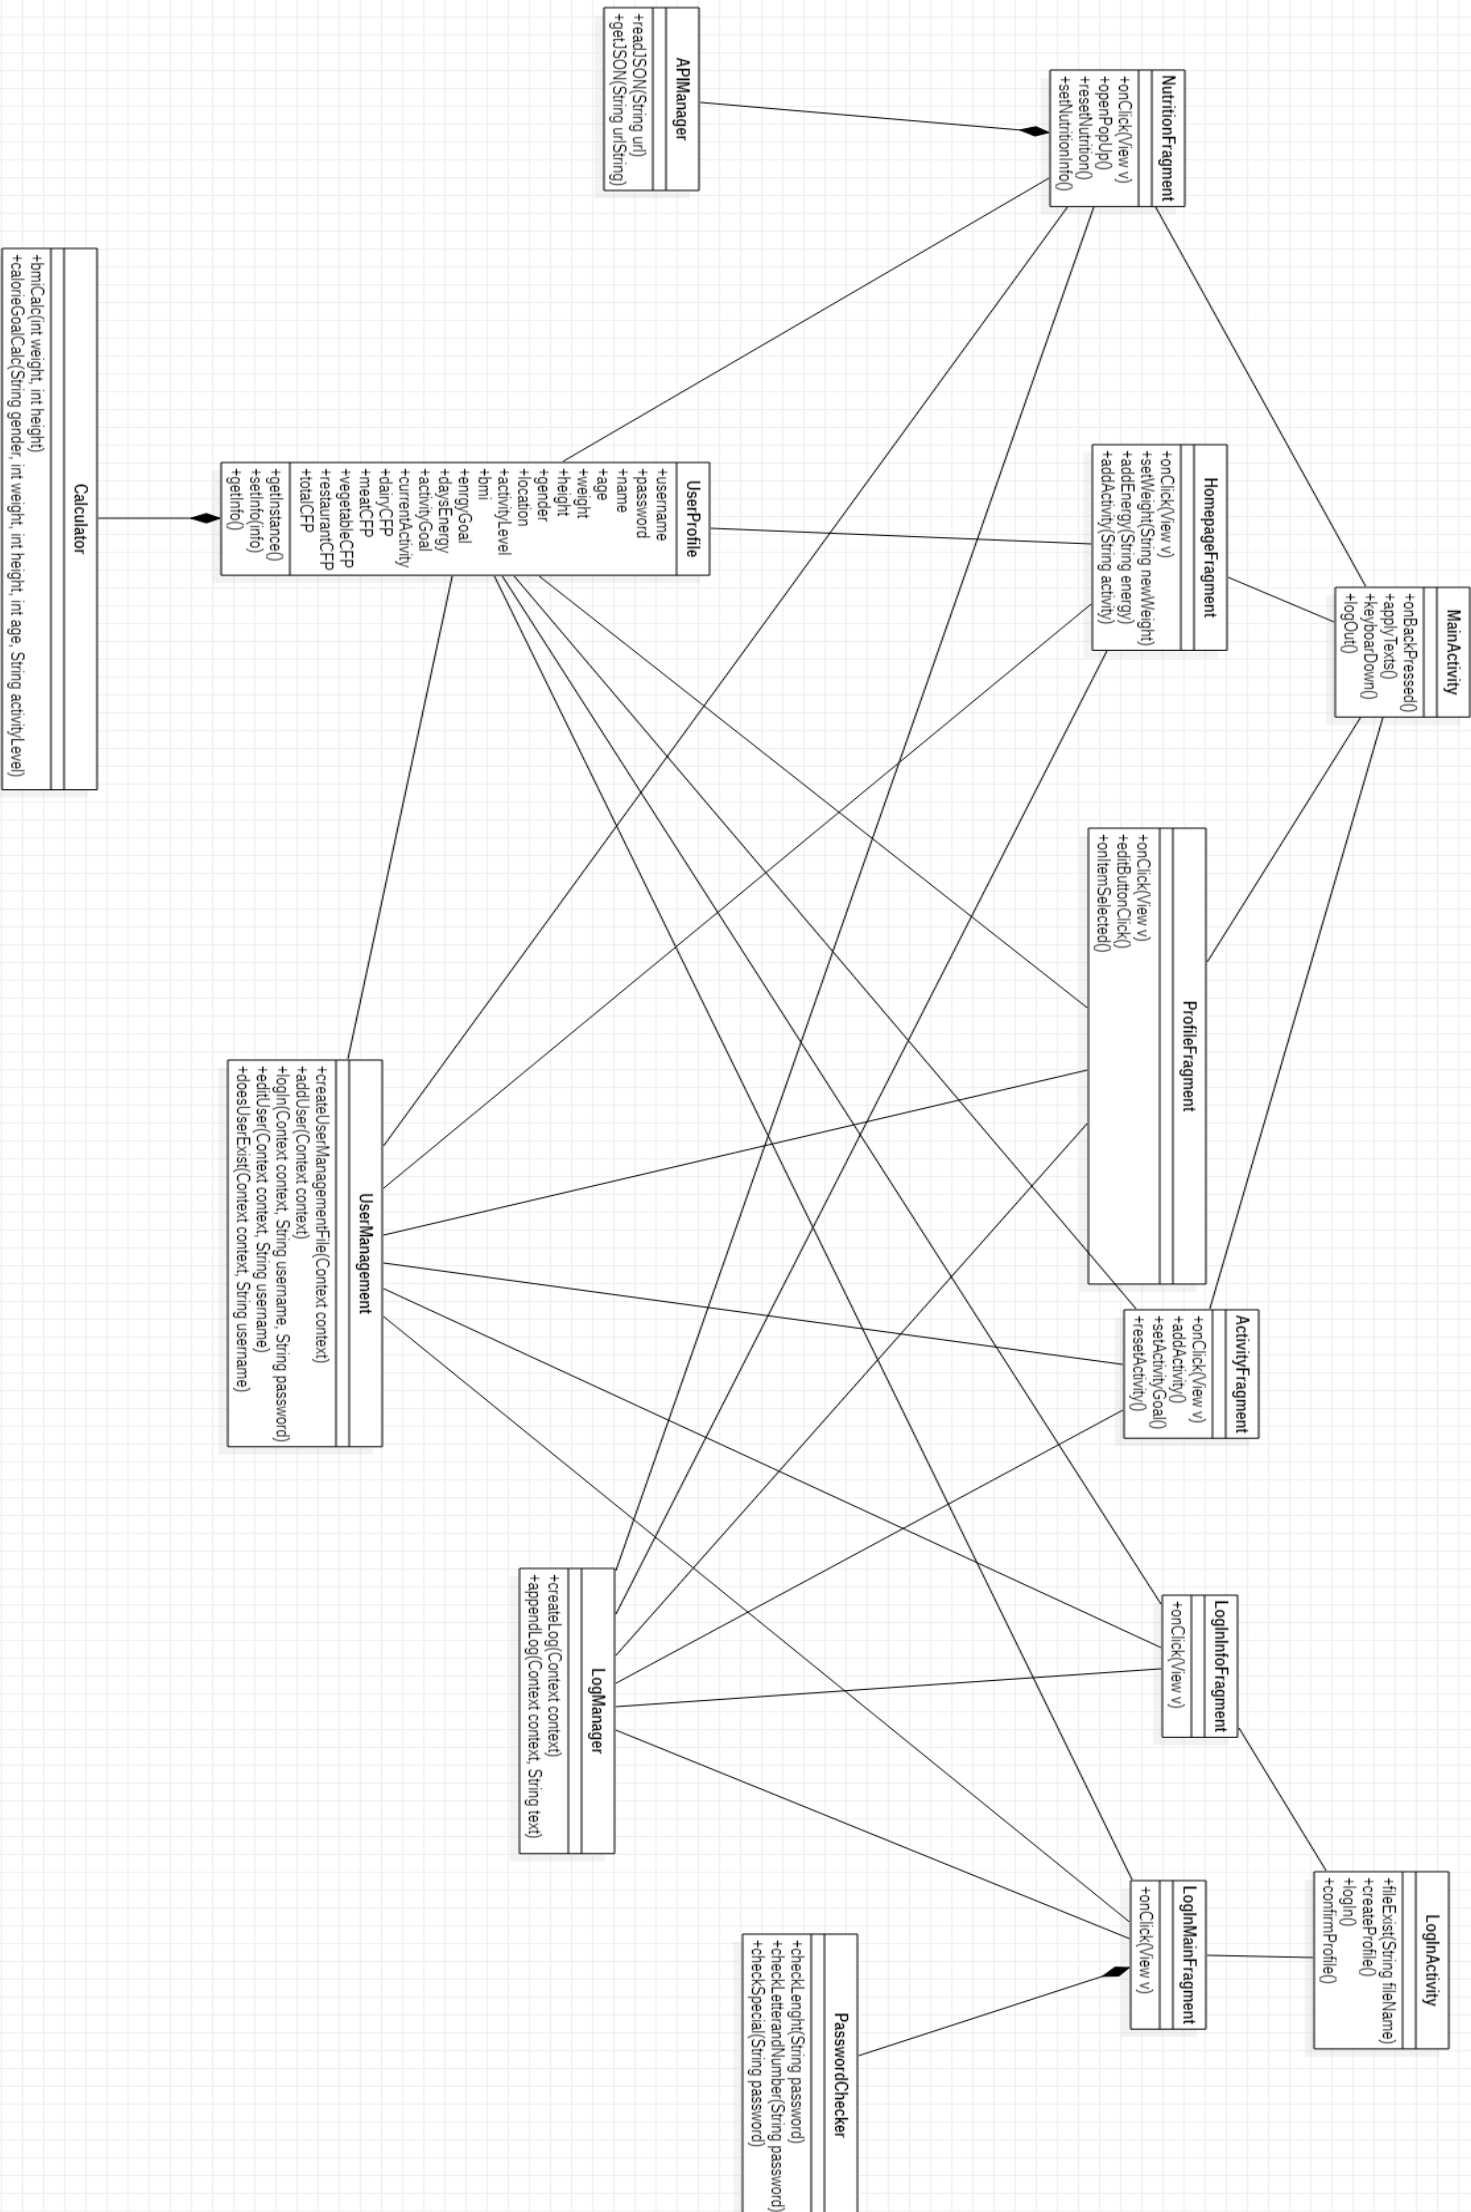 MainActivity
+onBackPressed()
+applyTexts()
+keyboarDown()
+logOut()
LogInActivity
+fileExist(String fileName)
+createProfile()
+logIn()
+confirmProfile()
NutritionFragment
+onClick(View v)
+openPopUp()
+resetNutrition()
+setNutritionInfo()
HomepageFragment
+onClick(View v)
+setWeight(String newWeight)
+addEnergy(String energy)
+addActivity(String activity)
ProfileFragment
+onClick(View v)
+editButtonClick()
+onItemSelected()
ActivityFragment
+onClick(View v)
+addActivity()
+setActivityGoal()
+resetActivity()
LogInInfoFragment
+onClick(View v)
LogInMainFragment
+onClick(View v)
APIManager
+readJSON(String url)
+getJSON(String urlString)
UserProfile
+username
+password
+name
+age
+weight
+height
+gender
+location
+activityLevel
+bmi
+enrgyGoal
+daysEnergy
+activityGoal
+currentActivity
+dairyCFP
+meatCFP
+vegetableCFP
+restaurantCFP
+totalCFP
+getInstance()
+setInfo(info)
+getInfo()
PasswordChecker
+checkLenght(String password)
+checkLetterandNumber(String password)
+checkSpecial(String password)
LogManager
+createLog(Context context)
+appendLog(Context context, String text)
UserManagement
+createUserManagementFile(Context context)
+addUser(Context context)
+logIn(Context context, String username, String password)
+editUser(Context context, String username)
+doesUserExist(Context context, String username)
Calculator
+bmiCalc(int weight, int height)
+calorieGoalCalc(String gender, int weight, int height, int age, String activityLevel)